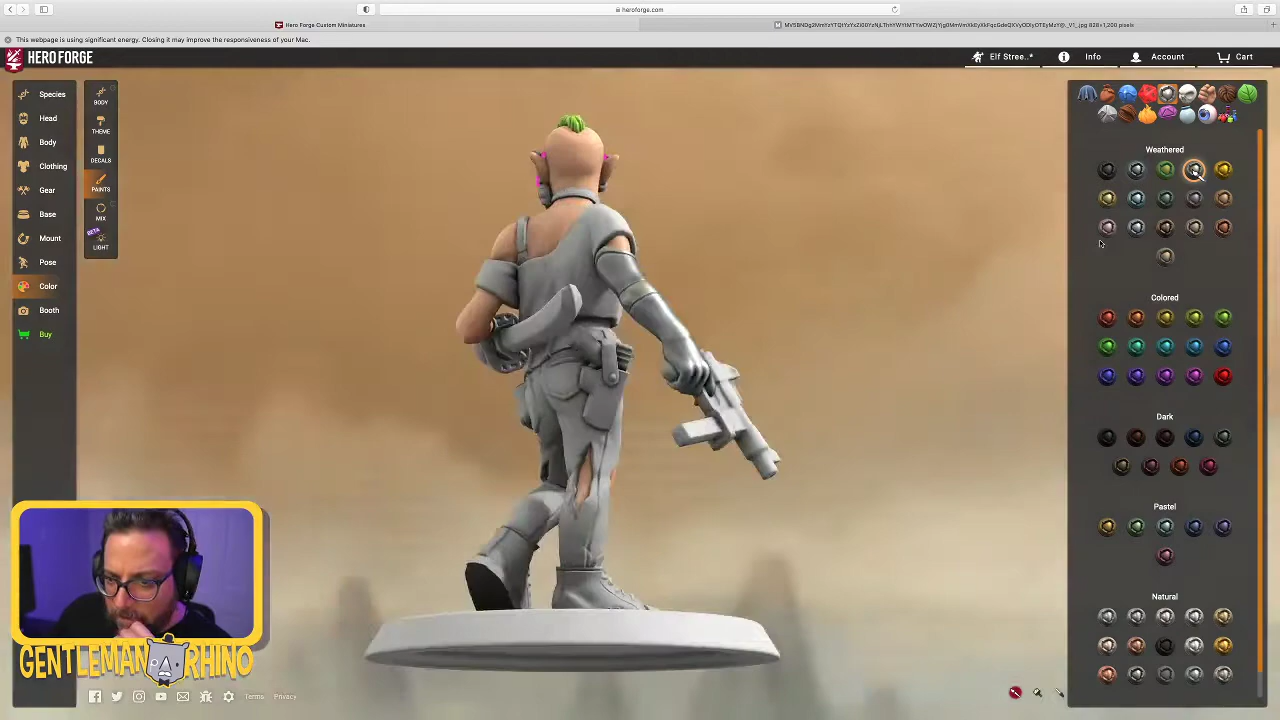 heroforge.com
Hero Forge Custom Miniatures
This webpage is using significant energy. Closing it may improve the responsiveness of your Mac.
HERO FORGE
Elf Stree..*
Info
Account
Cart
Species
Head
Body
Clothing
Gear
Base
Mount
Pose
Color
Booth
Buy
BODY
THEME
DECALS
PAINTS
MIX
BETA
LIGHT
Weathered
Colored
Dark
Pastel
Natural
GENTLEMAN RHINO
Terms
Privacy